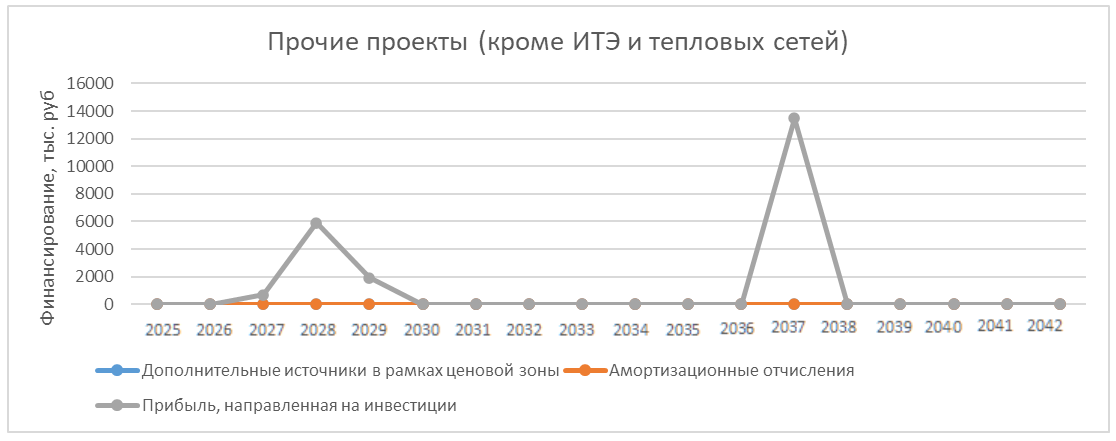 Прочие проекты (кроме ИТЭ и тепловых сетей)
Финансирование, тыс. руб
16000
14000
12000
10000
8000
6000
4000
2000
0
2025 2026 2027 2028 2029 2030 2031 2032 2033 2034 2035 2036 2037 2038 2039 2040 2041 2042
Дополнительные источники в рамках ценовой зоны Амортизационные отчисления
Прибыль, направленная на инвестиции